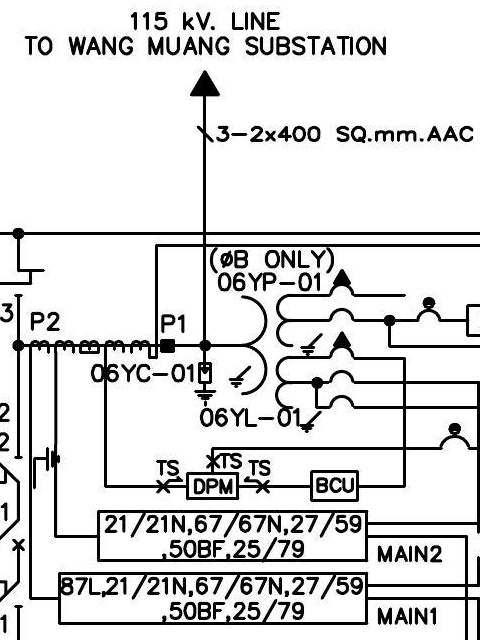 115 kV. LINE
TO WANG MUANG SUBSTATION
3-2x400 SQ.mm.AAC
(øB ONLY)
06YP-01
3
P2
P1
06YC-01
06YL-01
2
2
TS
TS
TS
DPM
BCU
1
21/21N,67/67N,27/59
,50BF,25/79
MAIN2
87L,21/21N,67/67N,27/59
,50BF,25/79
MAIN1
1